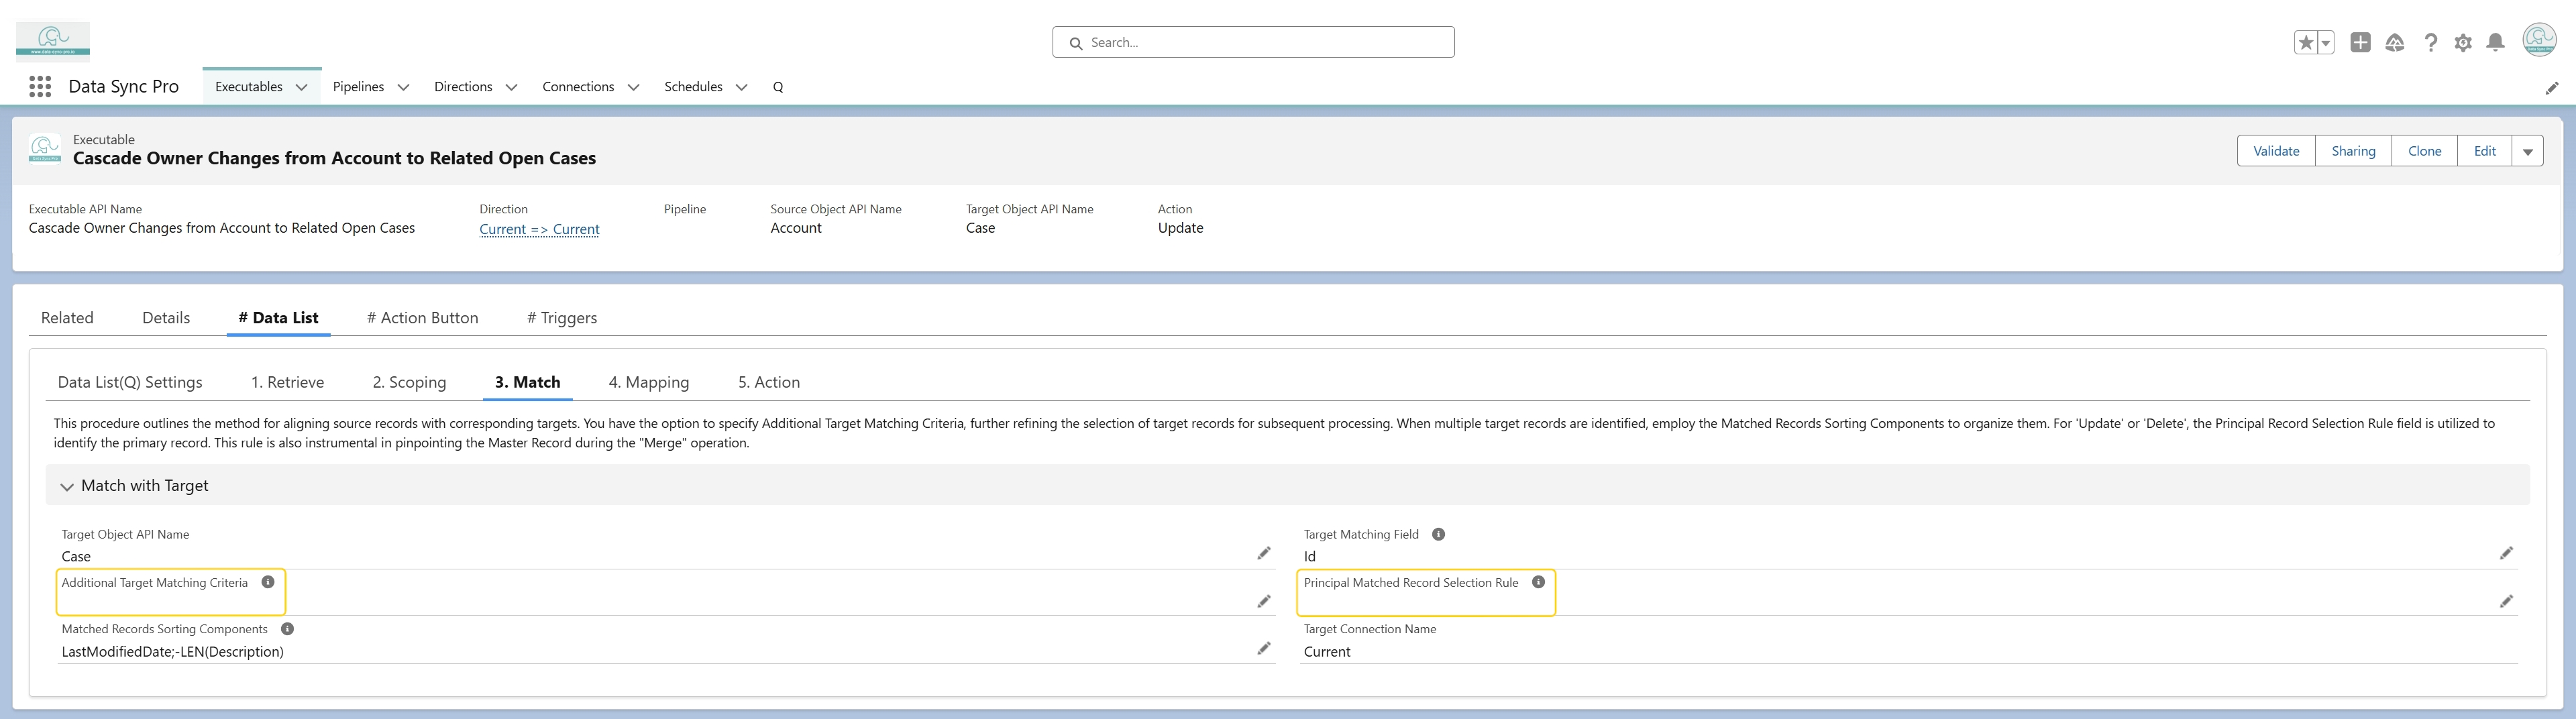 www.data-sync-pro.io
Search...
Data Sync Pro
Executables
Pipelines
Directions
Connections
Schedules
Q
Executable
Cascade Owner Changes from Account to Related Open Cases
Validate
Sharing
Clone
Edit
Executable API Name
Cascade Owner Changes from Account to Related Open Cases
Direction
Current => Current
Pipeline
Source Object API Name
Account
Target Object API Name
Case
Action
Update
Related
Details
# Data List
# Action Button
# Triggers
Data List(Q) Settings
1. Retrieve
2. Scoping
3. Match
4. Mapping
5. Action
This procedure outlines the method for aligning source records with corresponding targets. You have the option to specify Additional Target Matching Criteria, further refining the selection of target records for subsequent processing. When multiple target records are identified, employ the Matched Records Sorting Components to organize them. For 'Update' or 'Delete', the Principal Record Selection Rule field is utilized to
identify the primary record. This rule is also instrumental in pinpointing the Master Record during the "Merge" operation.
Match with Target
Target Object API Name
Case
Target Matching Field
Id
Additional Target Matching Criteria
Principal Matched Record Selection Rule
Matched Records Sorting Components
LastModifiedDate;-LEN(Description)
Target Connection Name
Current